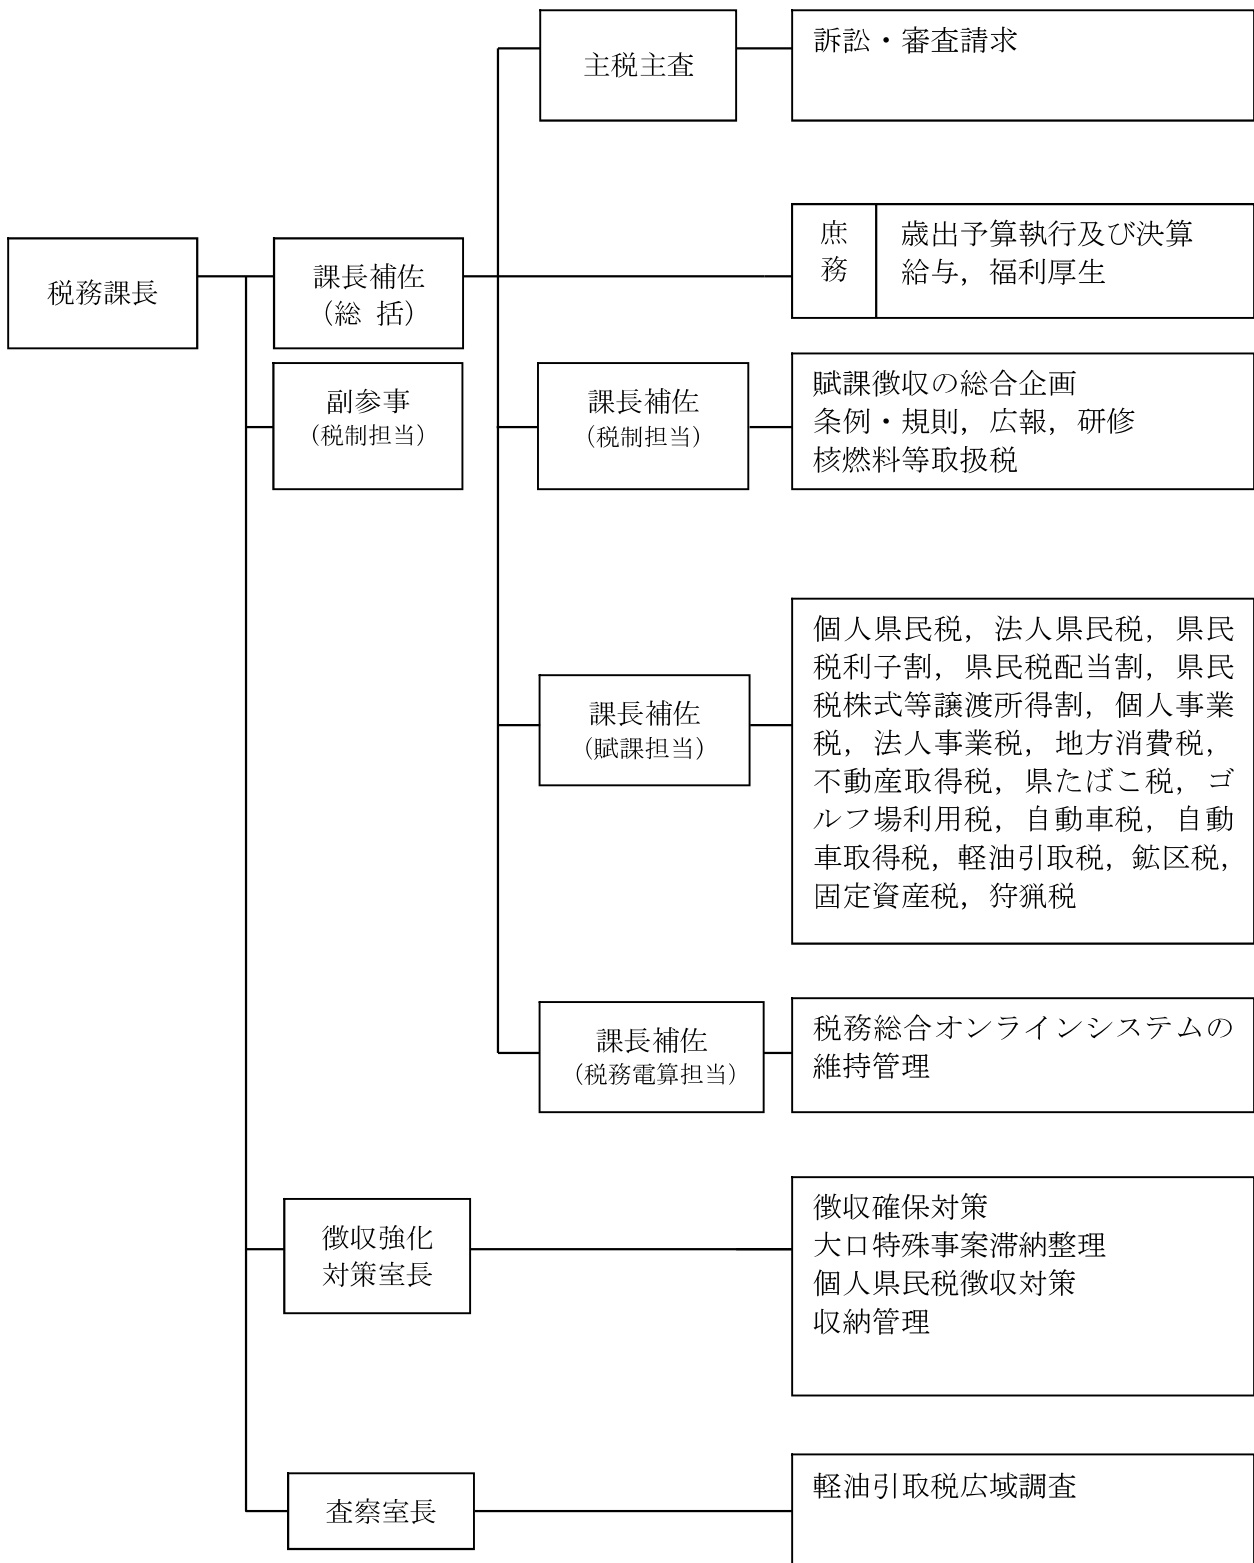 主税主査
訴訟・審査請求
税務課長
課長補佐
(総 括)
庶
務
歳出予算執行及び決算
給与，福利厚生
副参事
(税制担当)
課長補佐
(税制担当)
賦課徴収の総合企画
条例・規則，広報，研修
核燃料等取扱税
課長補佐
(賦課担当)
個人県民税，法人県民税，県民
税利子割，県民税配当割，県民
税株式等譲渡所得割，個人事業
税，法人事業税，地方消費税，
不動産取得税，県たばこ税，ゴ
ルフ場利用税，自動車税，自動
車取得税，軽油引取税，鉱区税，
固定資産税，狩猟税
課長補佐
(税務電算担当)
税務総合オンラインシステムの
維持管理
徴収強化
対策室長
徴収確保対策
大口特殊事案滞納整理
個人県民税徴収対策
収納管理
査察室長
軽油引取税広域調査